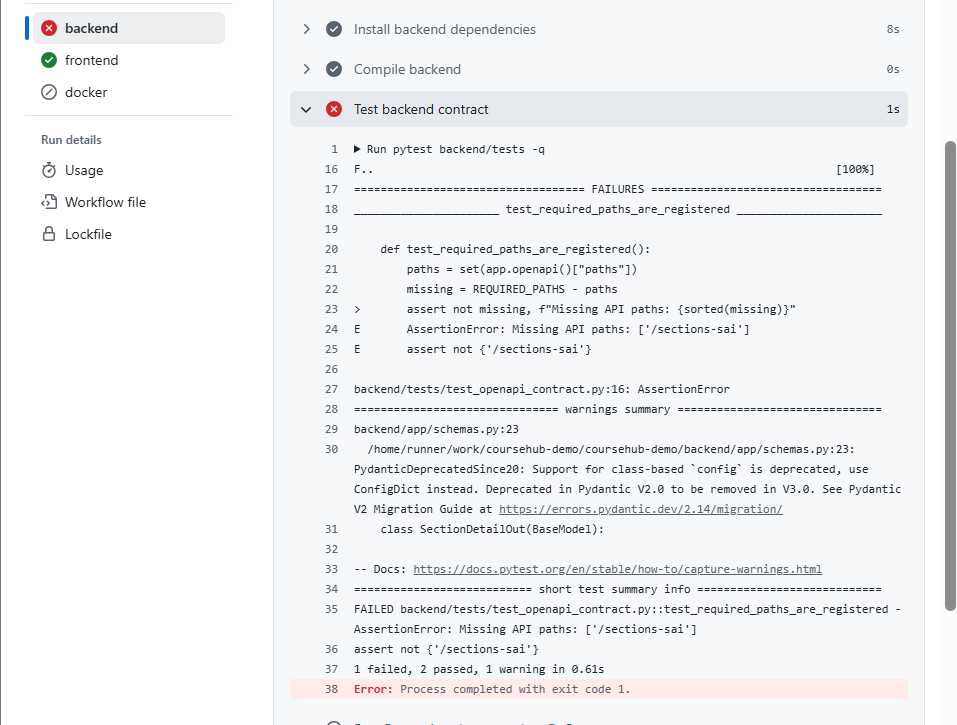 backend
frontend
docker
Run details
Usage
Workflow file
Lockfile
Install backend dependencies 8s
Compile backend 0s
Test backend contract 1s
1 ▶ Run pytest backend/tests -q
16 F.. [100%]
17 =================================== FAILURES ===================================
18 ______________________ test_required_paths_are_registered ______________________
19
20     def test_required_paths_are_registered():
21         paths = set(app.openapi()["paths"])
22         missing = REQUIRED_PATHS - paths
23 >       assert not missing, f"Missing API paths: {sorted(missing)}"
24 E       AssertionError: Missing API paths: ['/sections-sai']
25 E       assert not {'/sections-sai'}
26
27 backend/tests/test_openapi_contract.py:16: AssertionError
28 =============================== warnings summary ===============================
29 backend/app/schemas.py:23
30   /home/runner/work/coursehub-demo/coursehub-demo/backend/app/schemas.py:23:
PydanticDeprecatedSince20: Support for class-based `config` is deprecated, use
ConfigDict instead. Deprecated in Pydantic V2.0 to be removed in V3.0. See Pydantic
V2 Migration Guide at https://errors.pydantic.dev/2.14/migration/
31     class SectionDetailOut(BaseModel):
32
33 -- Docs: https://docs.pytest.org/en/stable/how-to/capture-warnings.html
34 =========================== short test summary info ============================
35 FAILED backend/tests/test_openapi_contract.py::test_required_paths_are_registered -
AssertionError: Missing API paths: ['/sections-sai']
36 assert not {'/sections-sai'}
37 1 failed, 2 passed, 1 warning in 0.61s
38 Error: Process completed with exit code 1.